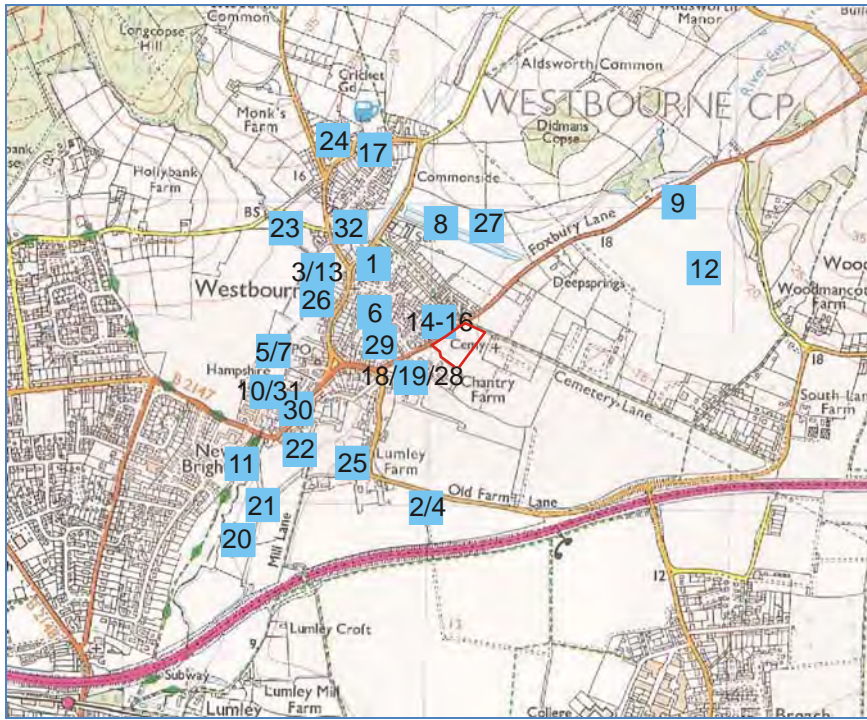 Longcopse
Hill
Common
Aldsworth
Manor
River Ems
Cricket
Gd
Aldsworth Common
WESTBOURNE CP
Monk's
Farm
Didmans
Copse
24
17
16
Hollybank
Farm
Commonside
BS
23
32
8
27
9
Foxbury Lane
18
3/13
1
12
Westbourne
26
Deepsprings
Woodmancote
Farm
6
14-16
5/7
PO
29
Cemy
18
Hampshire
18/19/28
Chantry
Farm
Cemetery Lane
10/31
B 2147
30
South Lane
Farm
22
New
Brighton
11
25
Lumley
Farm
21
Old Farm Lane
2/4
20
Mill Lane
12
B 2148
13
9
Lumley Croft
Subway
Lumley Mill
Farm
Lumley
College
Broach